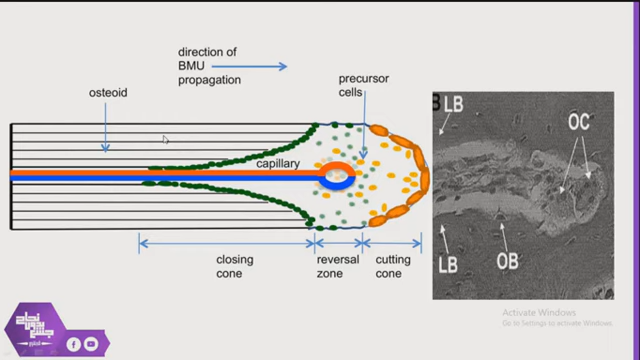 direction of
BMU
propagation
osteoid
precursor
cells
capillary
closing
cone
reversal
zone
cutting
cone
B
LB
OC
LB
OB
Activate Windows
Go to Settings to activate Windows.